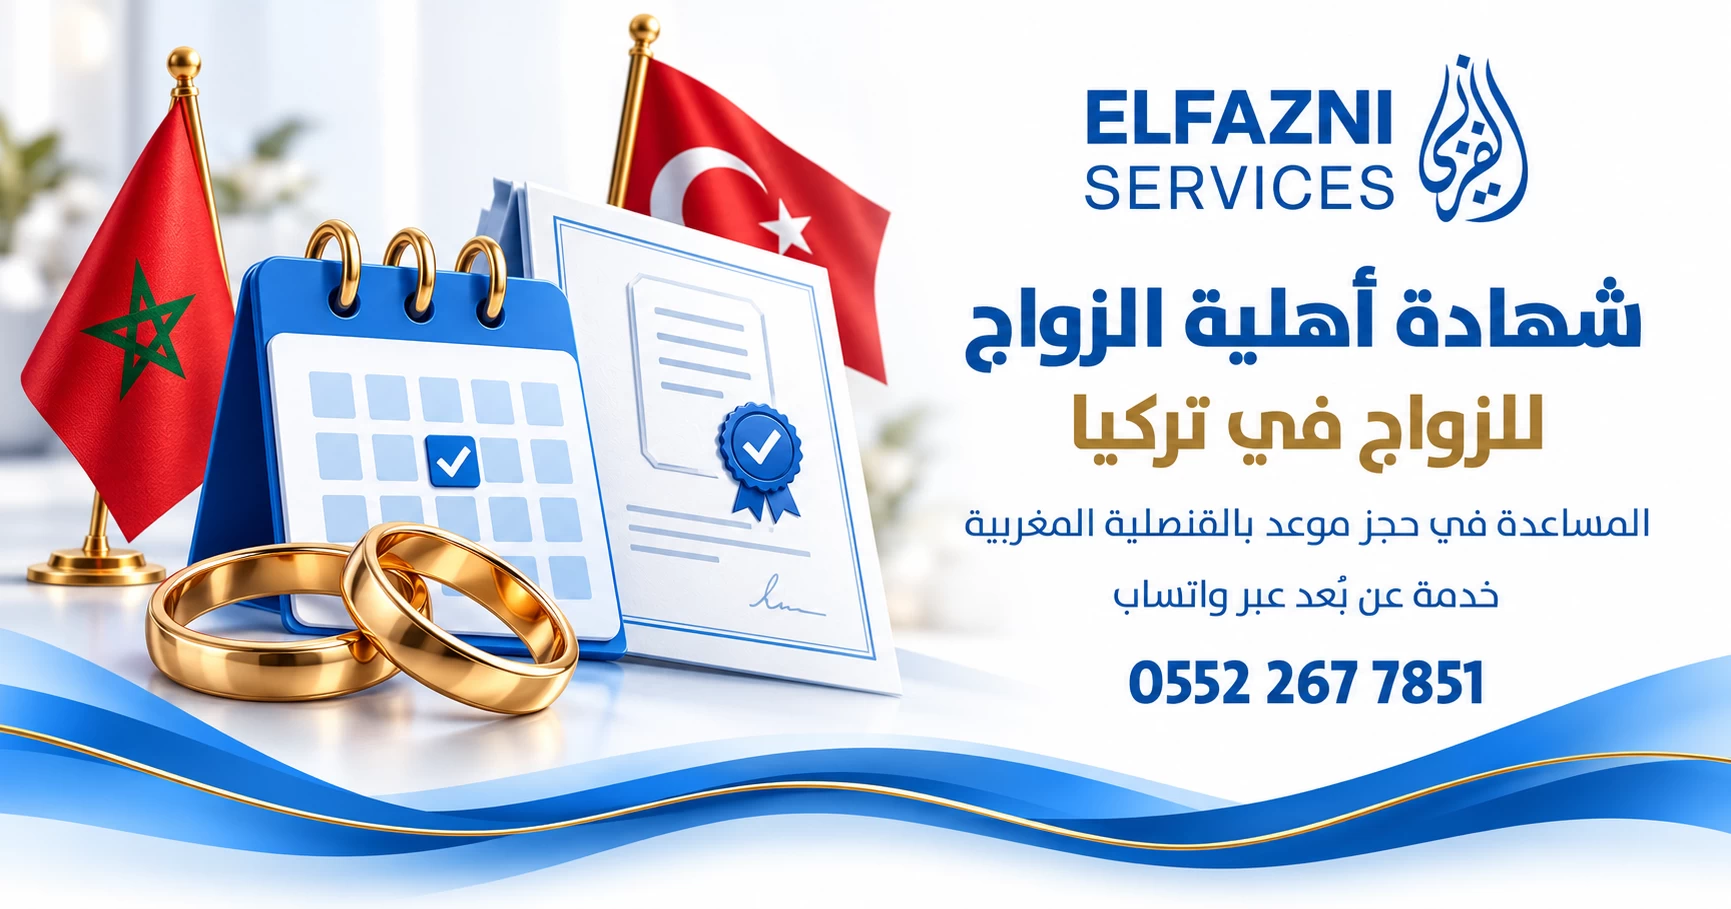 ELFAZNI
SERVICES
الفزني
شهادة أهلية الزواج
للزواج في تركيا
المساعدة في حجز موعد بالقنصلية المغربية
خدمة عن بُعد عبر واتساب
0552 267 7851